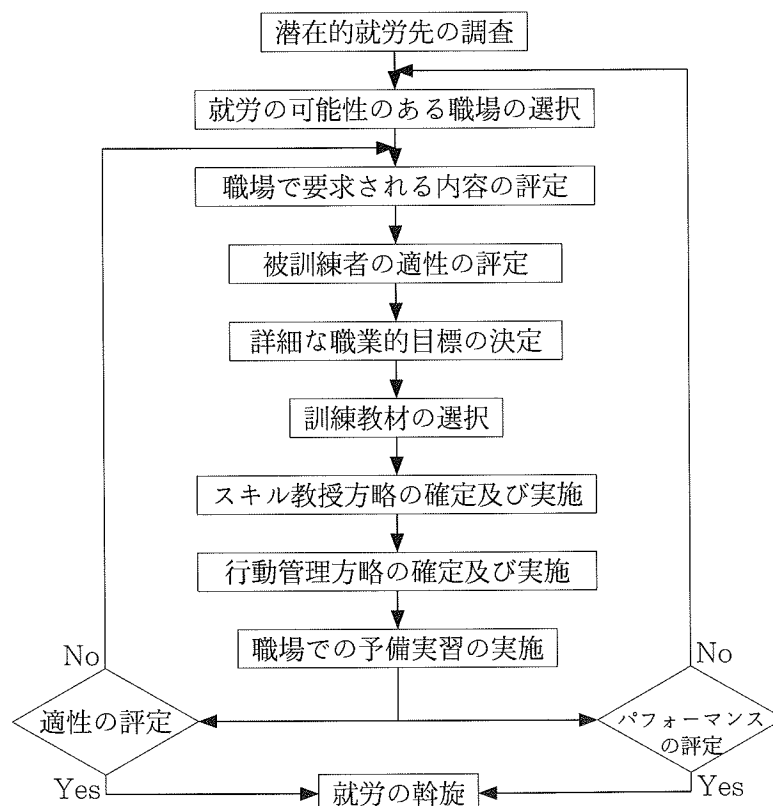 潜在的就労先の調査
就労の可能性のある職場の選択
職場で要求される内容の評定
被訓練者の適性の評定
詳細な職業的目標の決定
訓練教材の選択
スキル教授方略の確定及び実施
行動管理方略の確定及び実施
職場での予備実習の実施
No
No
適性の評定
パフォーマンス
の評定
Yes
就労の斡旋
Yes